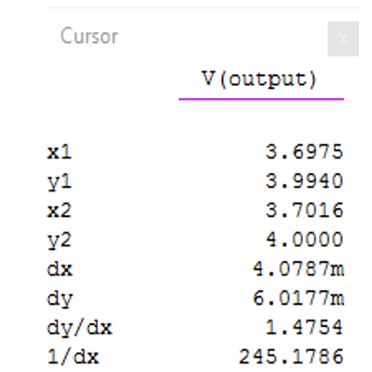 Cursor x
V(output)
x1 3.6975
y1 3.9940
x2 3.7016
y2 4.0000
dx 4.0787m
dy 6.0177m
dy/dx 1.4754
1/dx 245.1786